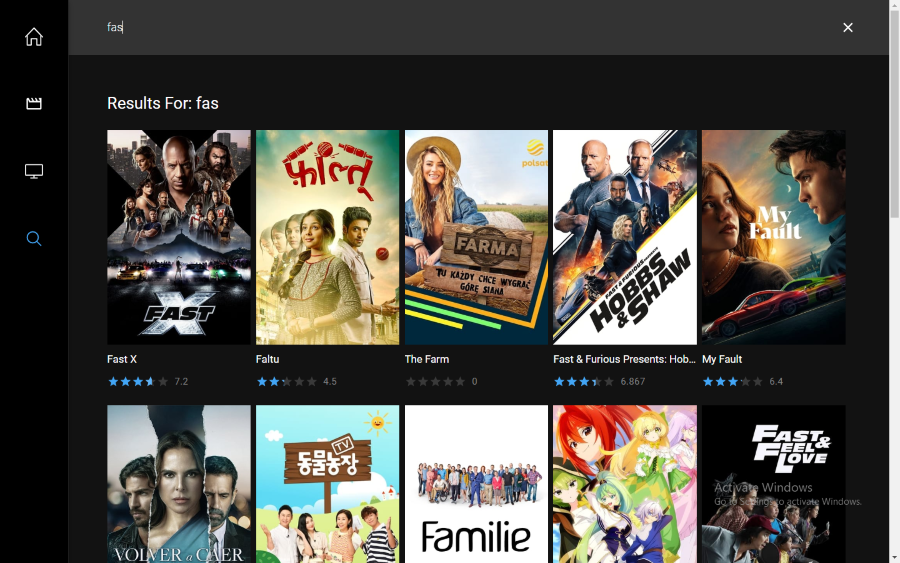 fas
Results For: fas
FAST X
फ़ालतू
polsat
FARMA
TU KAŻDY CHCE WYGRAĆ
GÓRĘ SIANA
FAST & FURIOUS
HOBBS
& SHAW
My
Fault
Fast X
Faltu
The Farm
Fast & Furious Presents: Hob...
My Fault
7.2
4.5
0
6.867
6.4
VOLVER a CAER
TV
동물농장
Familie
FAST &
FEEL
LOVE
Activate Windows
Go to Settings to activate Windows.